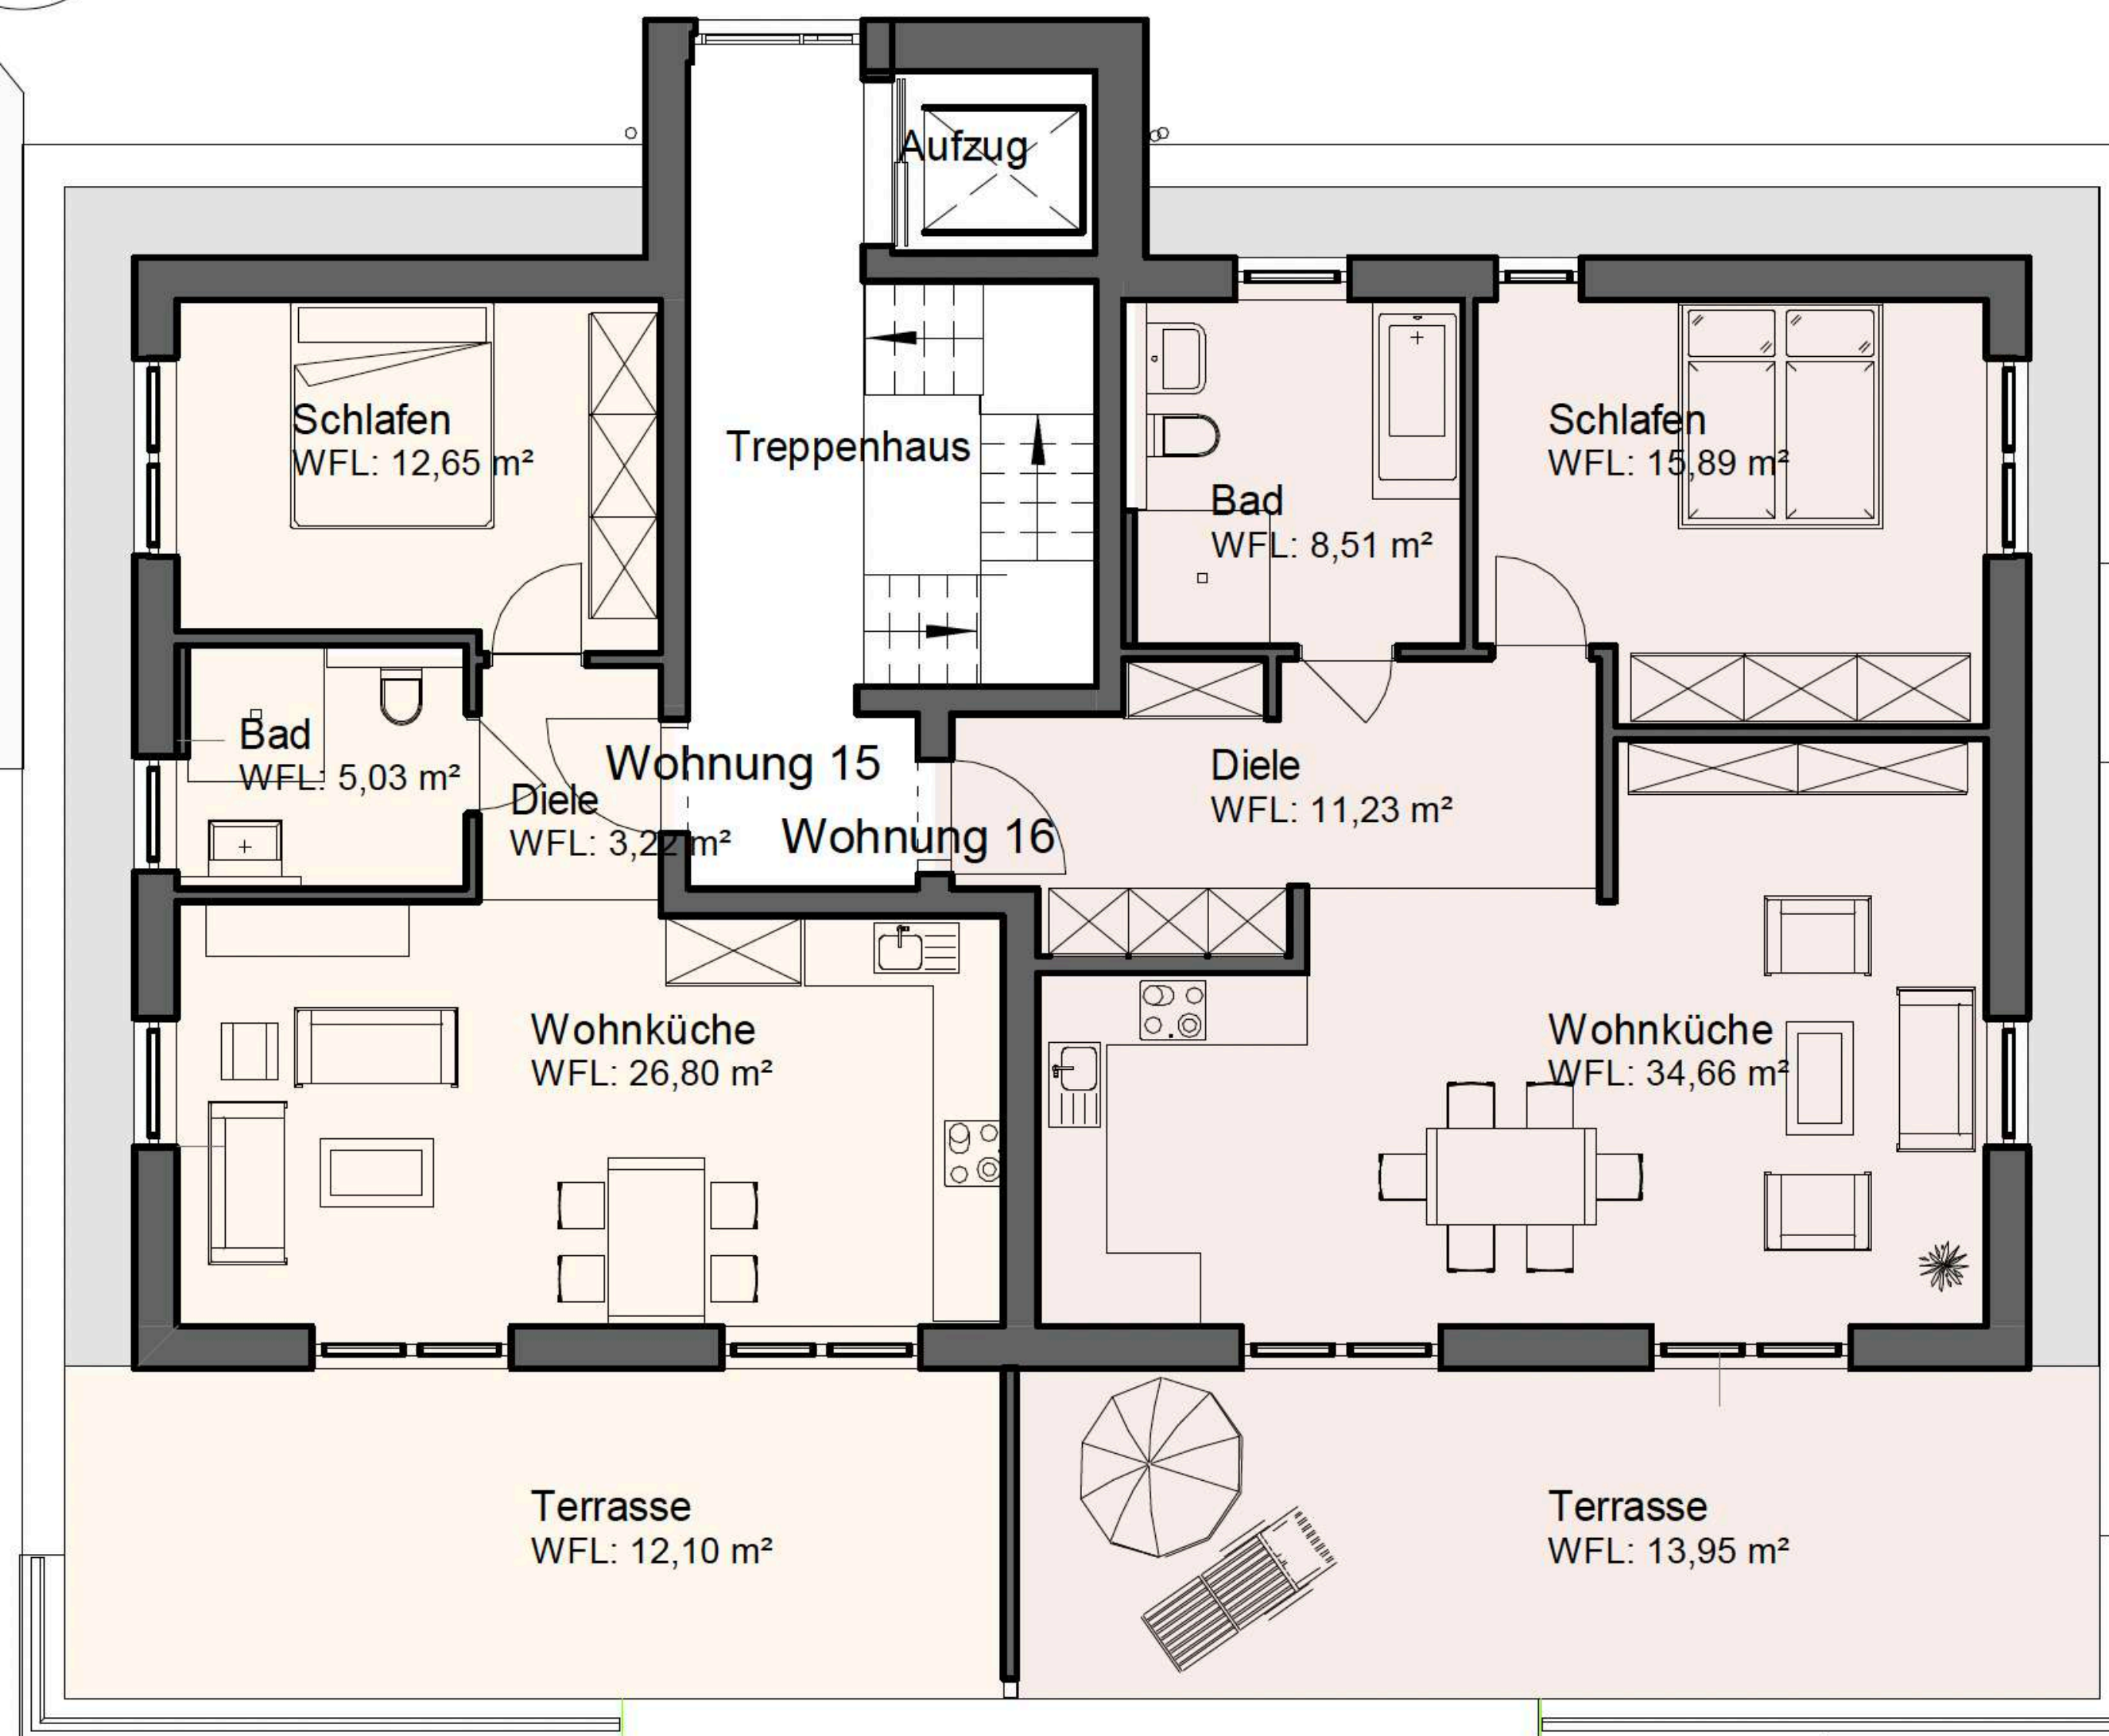 Aufzug
Schlafen
WFL: 12,65 m²
Treppenhaus
Schlafen
WFL: 15,89 m²
Bad
WFL: 8,51 m²
Bad
WFL: 5,03 m²
Diele
WFL: 3,22 m²
Wohnung 15
Wohnung 16
Diele
WFL: 11,23 m²
Wohnküche
WFL: 26,80 m²
Wohnküche
WFL: 34,66 m²
Terrasse
WFL: 12,10 m²
Terrasse
WFL: 13,95 m²